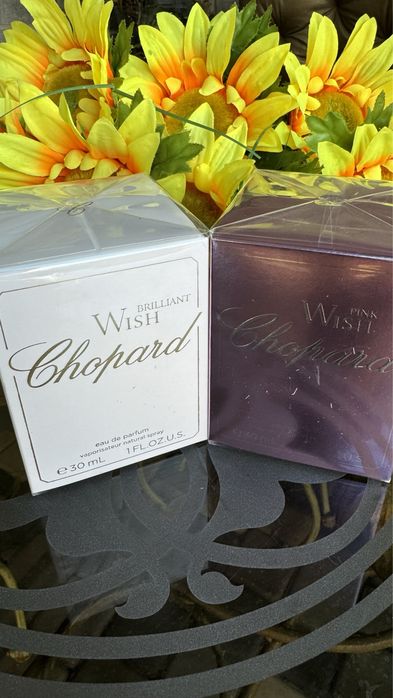 BRILLIANT
WISH
Chopard
eau de parfum
vaporisateur natural spray
℮ 30 mL 1 FL.OZ.U.S.
PINK
WISH
Chopard